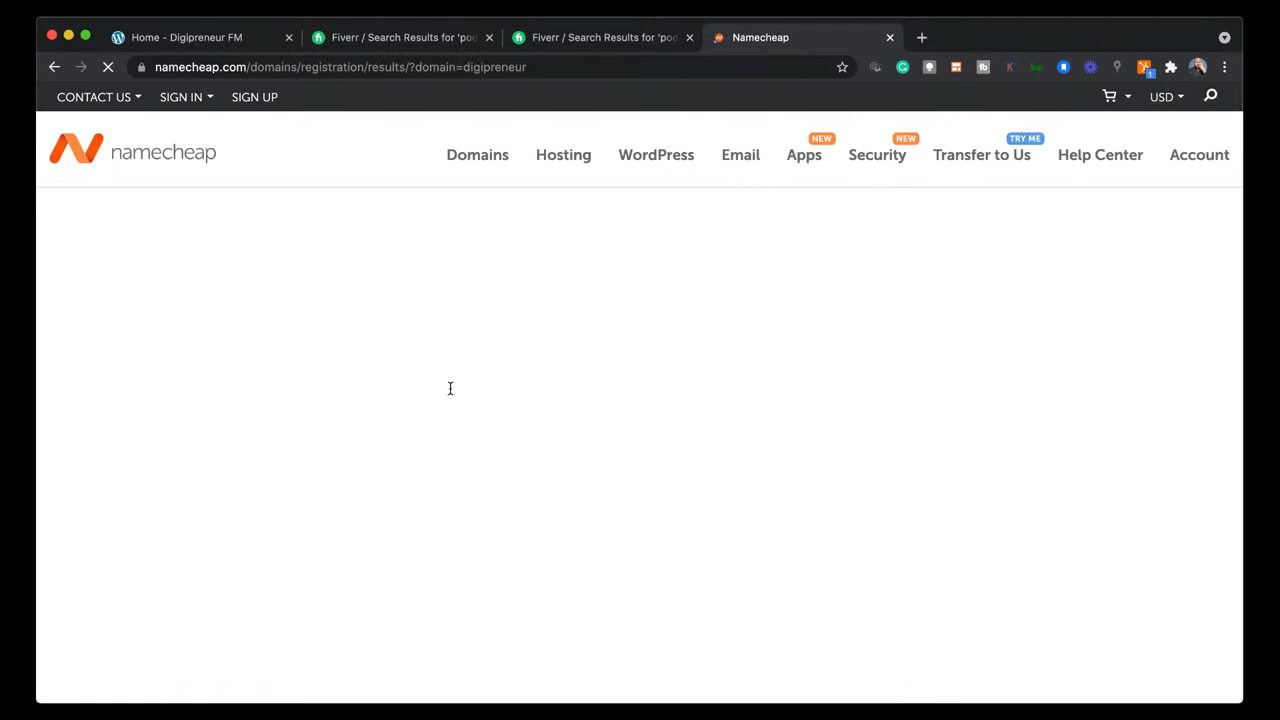 Home - Digipreneur FM
Fiverr / Search Results for 'pod
Fiverr / Search Results for 'pod
Namecheap
namecheap.com/domains/registration/results/?domain=digipreneur
CONTACT US SIGN IN SIGN UP USD
namecheap
NEW NEW TRY ME
Domains Hosting WordPress Email Apps Security Transfer to Us Help Center Account